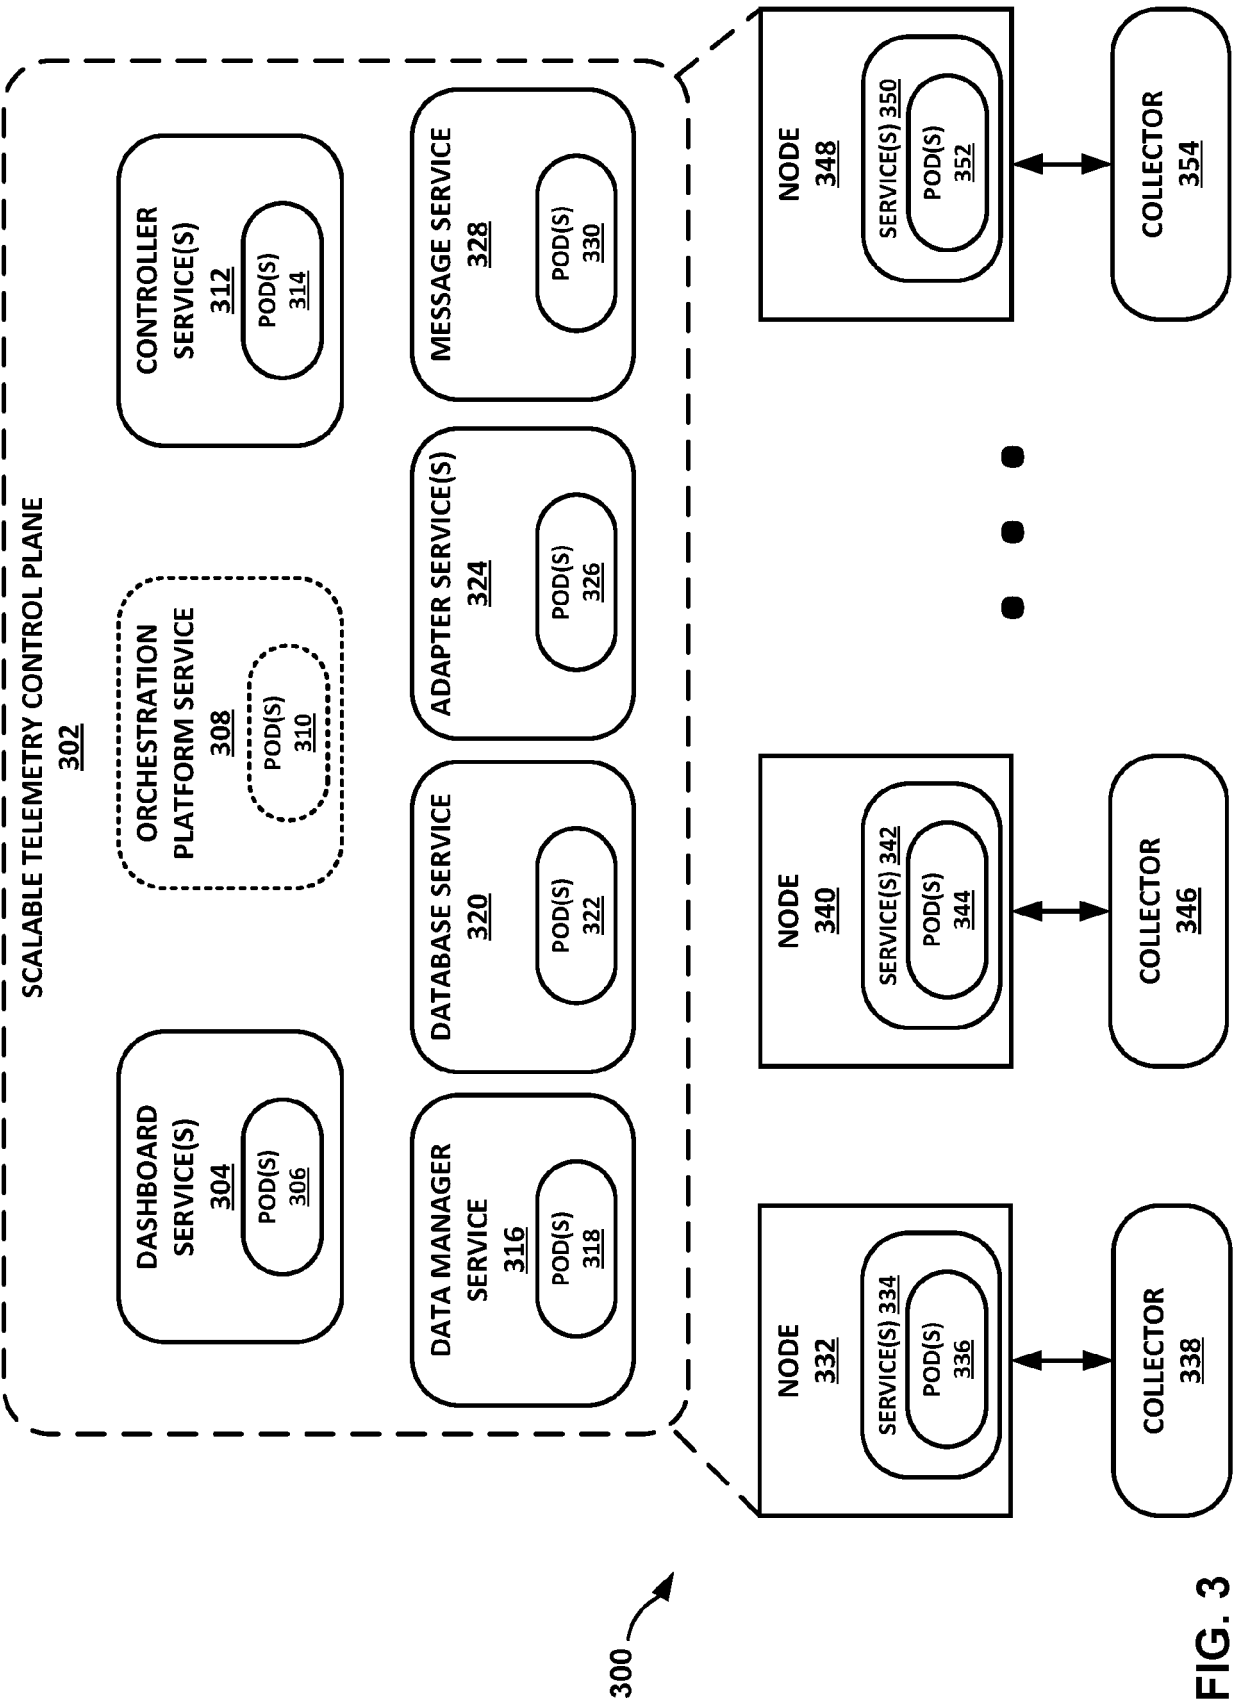 SCALABLE TELEMETRY CONTROL PLANE
302
DASHBOARD
SERVICE(S)
304
POD(S)
306
ORCHESTRATION
PLATFORM SERVICE
308
POD(S)
310
CONTROLLER
SERVICE(S)
312
POD(S)
314
DATA MANAGER
SERVICE
316
POD(S)
318
DATABASE SERVICE
320
POD(S)
322
ADAPTER SERVICE(S)
324
POD(S)
326
MESSAGE SERVICE
328
POD(S)
330
300
NODE
332
SERVICE(S) 334
POD(S)
336
NODE
340
SERVICE(S) 342
POD(S)
344
NODE
348
SERVICE(S) 350
POD(S)
352
COLLECTOR
338
COLLECTOR
346
COLLECTOR
354
FIG. 3